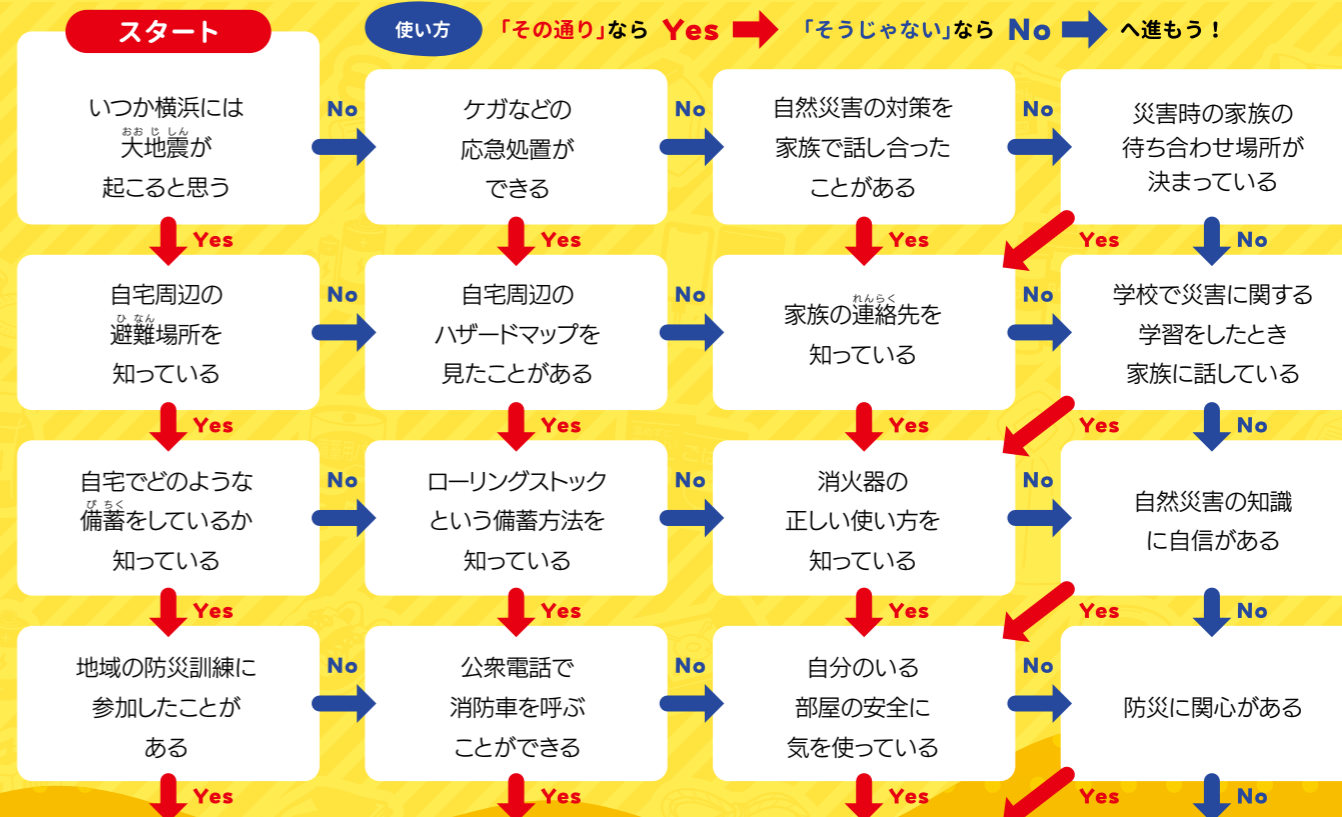 スタート
使い方
「その通り」なら Yes 「そうじゃない」なら No へ進もう！
いつか横浜には
おおじしん
大地震が
起こると思う
No
Yes
ケガなどの
応急処置が
できる
No
Yes
自然災害の対策を
家族で話し合った
ことがある
No
Yes
災害時の家族の
待ち合わせ場所が
決まっている
Yes
No
自宅周辺の
ひなん
避難場所を
知っている
No
Yes
自宅周辺の
ハザードマップを
見たことがある
No
Yes
れんらく
家族の連絡先を
知っている
No
Yes
学校で災害に関する
学習をしたとき
家族に話している
Yes
No
自宅でどのような
びちく
備蓄をしているか
知っている
No
Yes
ローリングストック
という備蓄方法を
知っている
No
Yes
消火器の
正しい使い方を
知っている
No
Yes
自然災害の知識
に自信がある
Yes
No
地域の防災訓練に
参加したことが
ある
No
Yes
公衆電話で
消防車を呼ぶ
ことができる
No
Yes
自分のいる
部屋の安全に
気を使っている
No
Yes
防災に関心がある
Yes
No